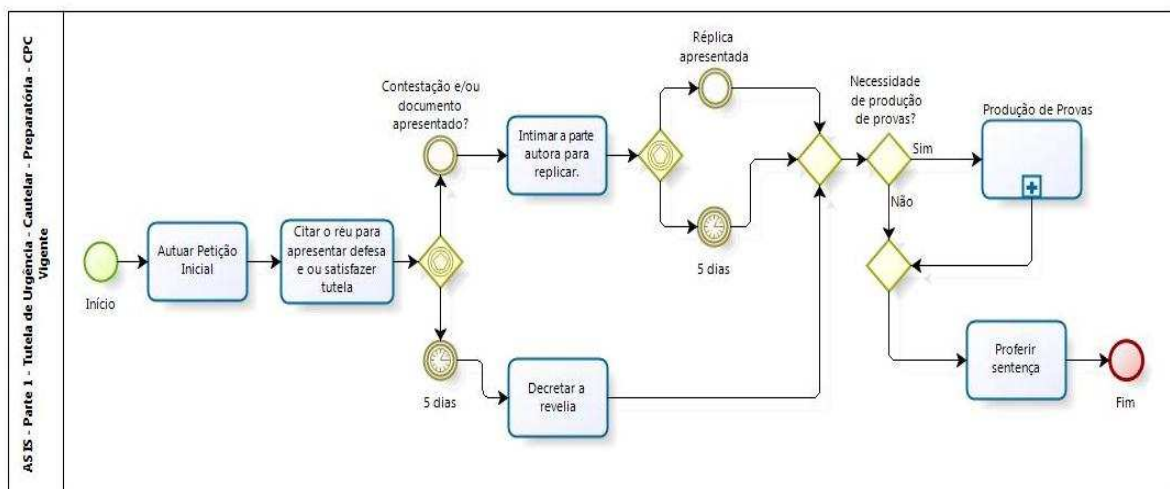 AS IS - Parte 1 - Tutela de Urgência - Cautelar - Preparatória - CPC
Vigente
Início
Autuar Petição
Inicial
Citar o réu para
apresentar defesa
e ou satisfazer
tutela
Contestação e/ou
documento
apresentado?
5 dias
Intimar a parte
autora para
replicar.
Decretar a
revelia
Réplica
apresentada
5 dias
Necessidade
de produção
de provas?
Sim
Não
Produção de Provas
Proferir
sentença
Fim